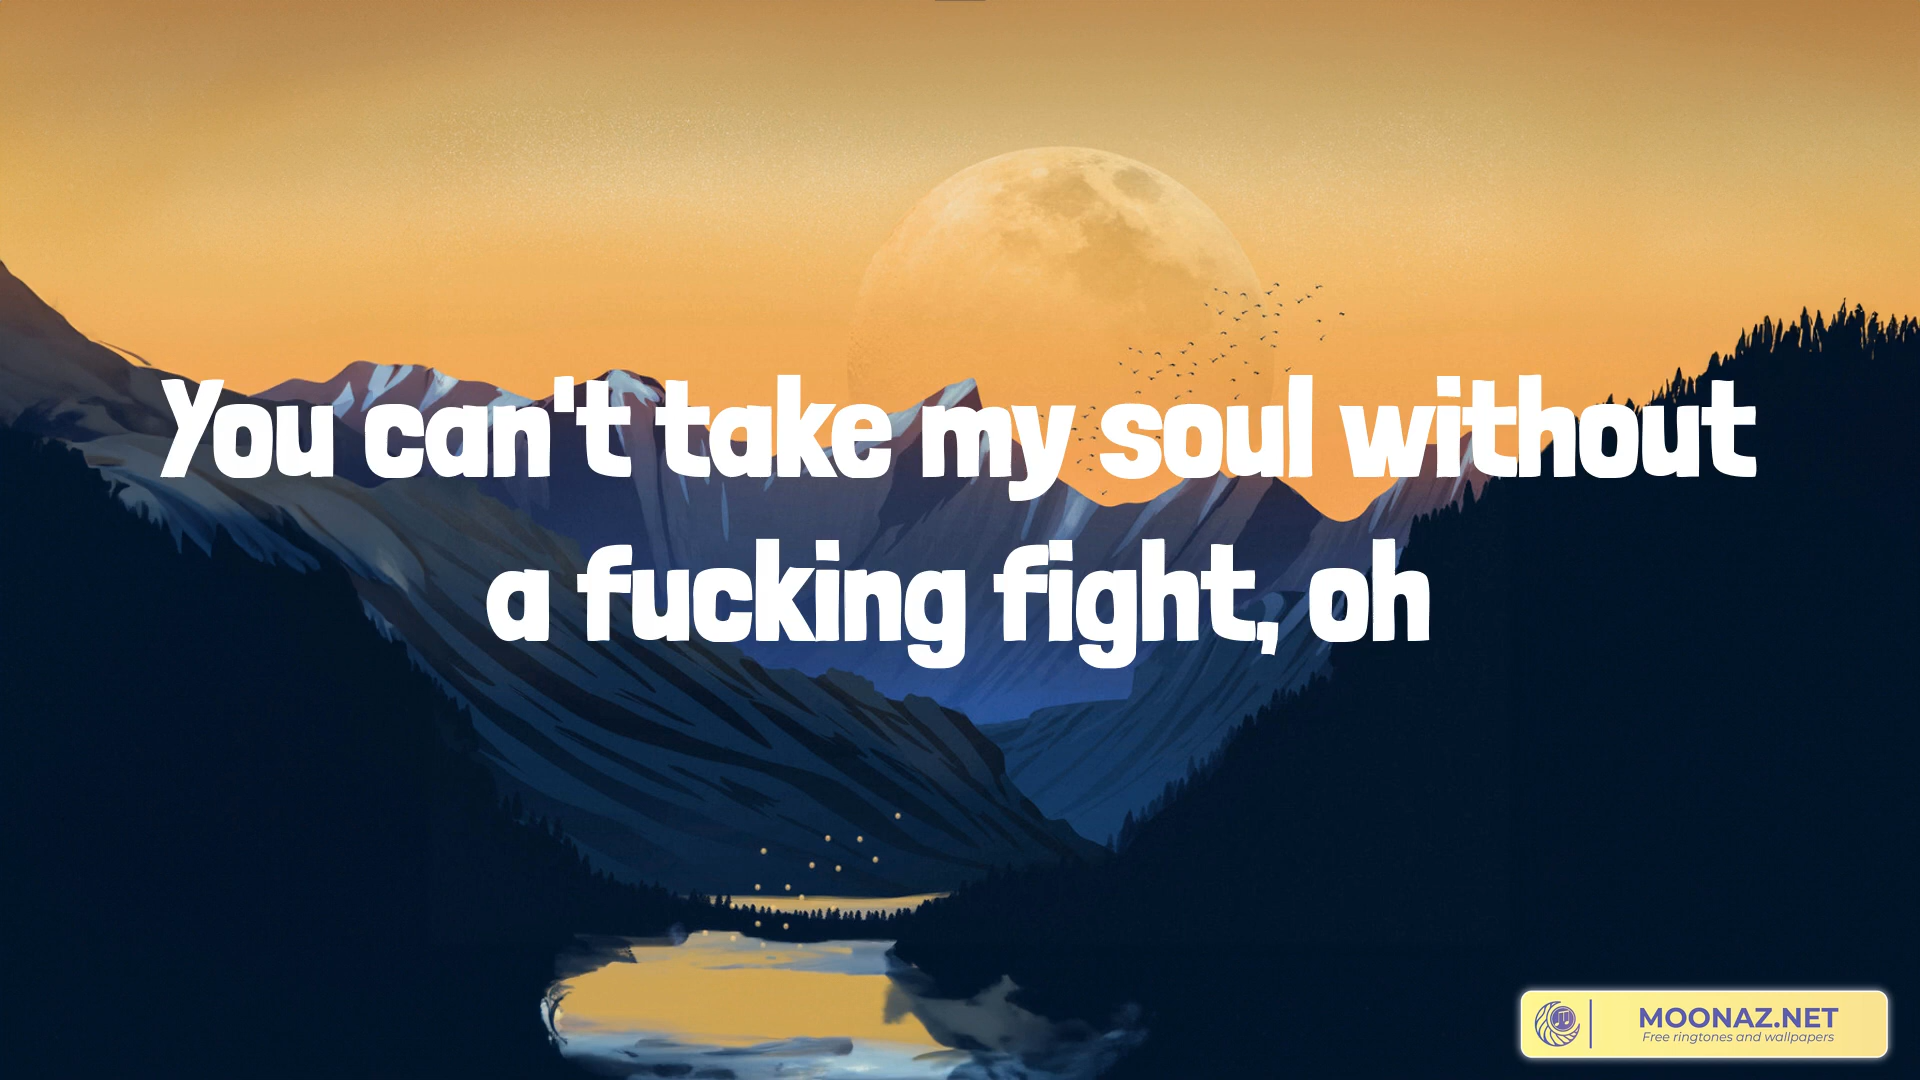 You can't take my soul without
a fucking fight, oh
MOONAZ.NET
Free ringtones and wallpapers